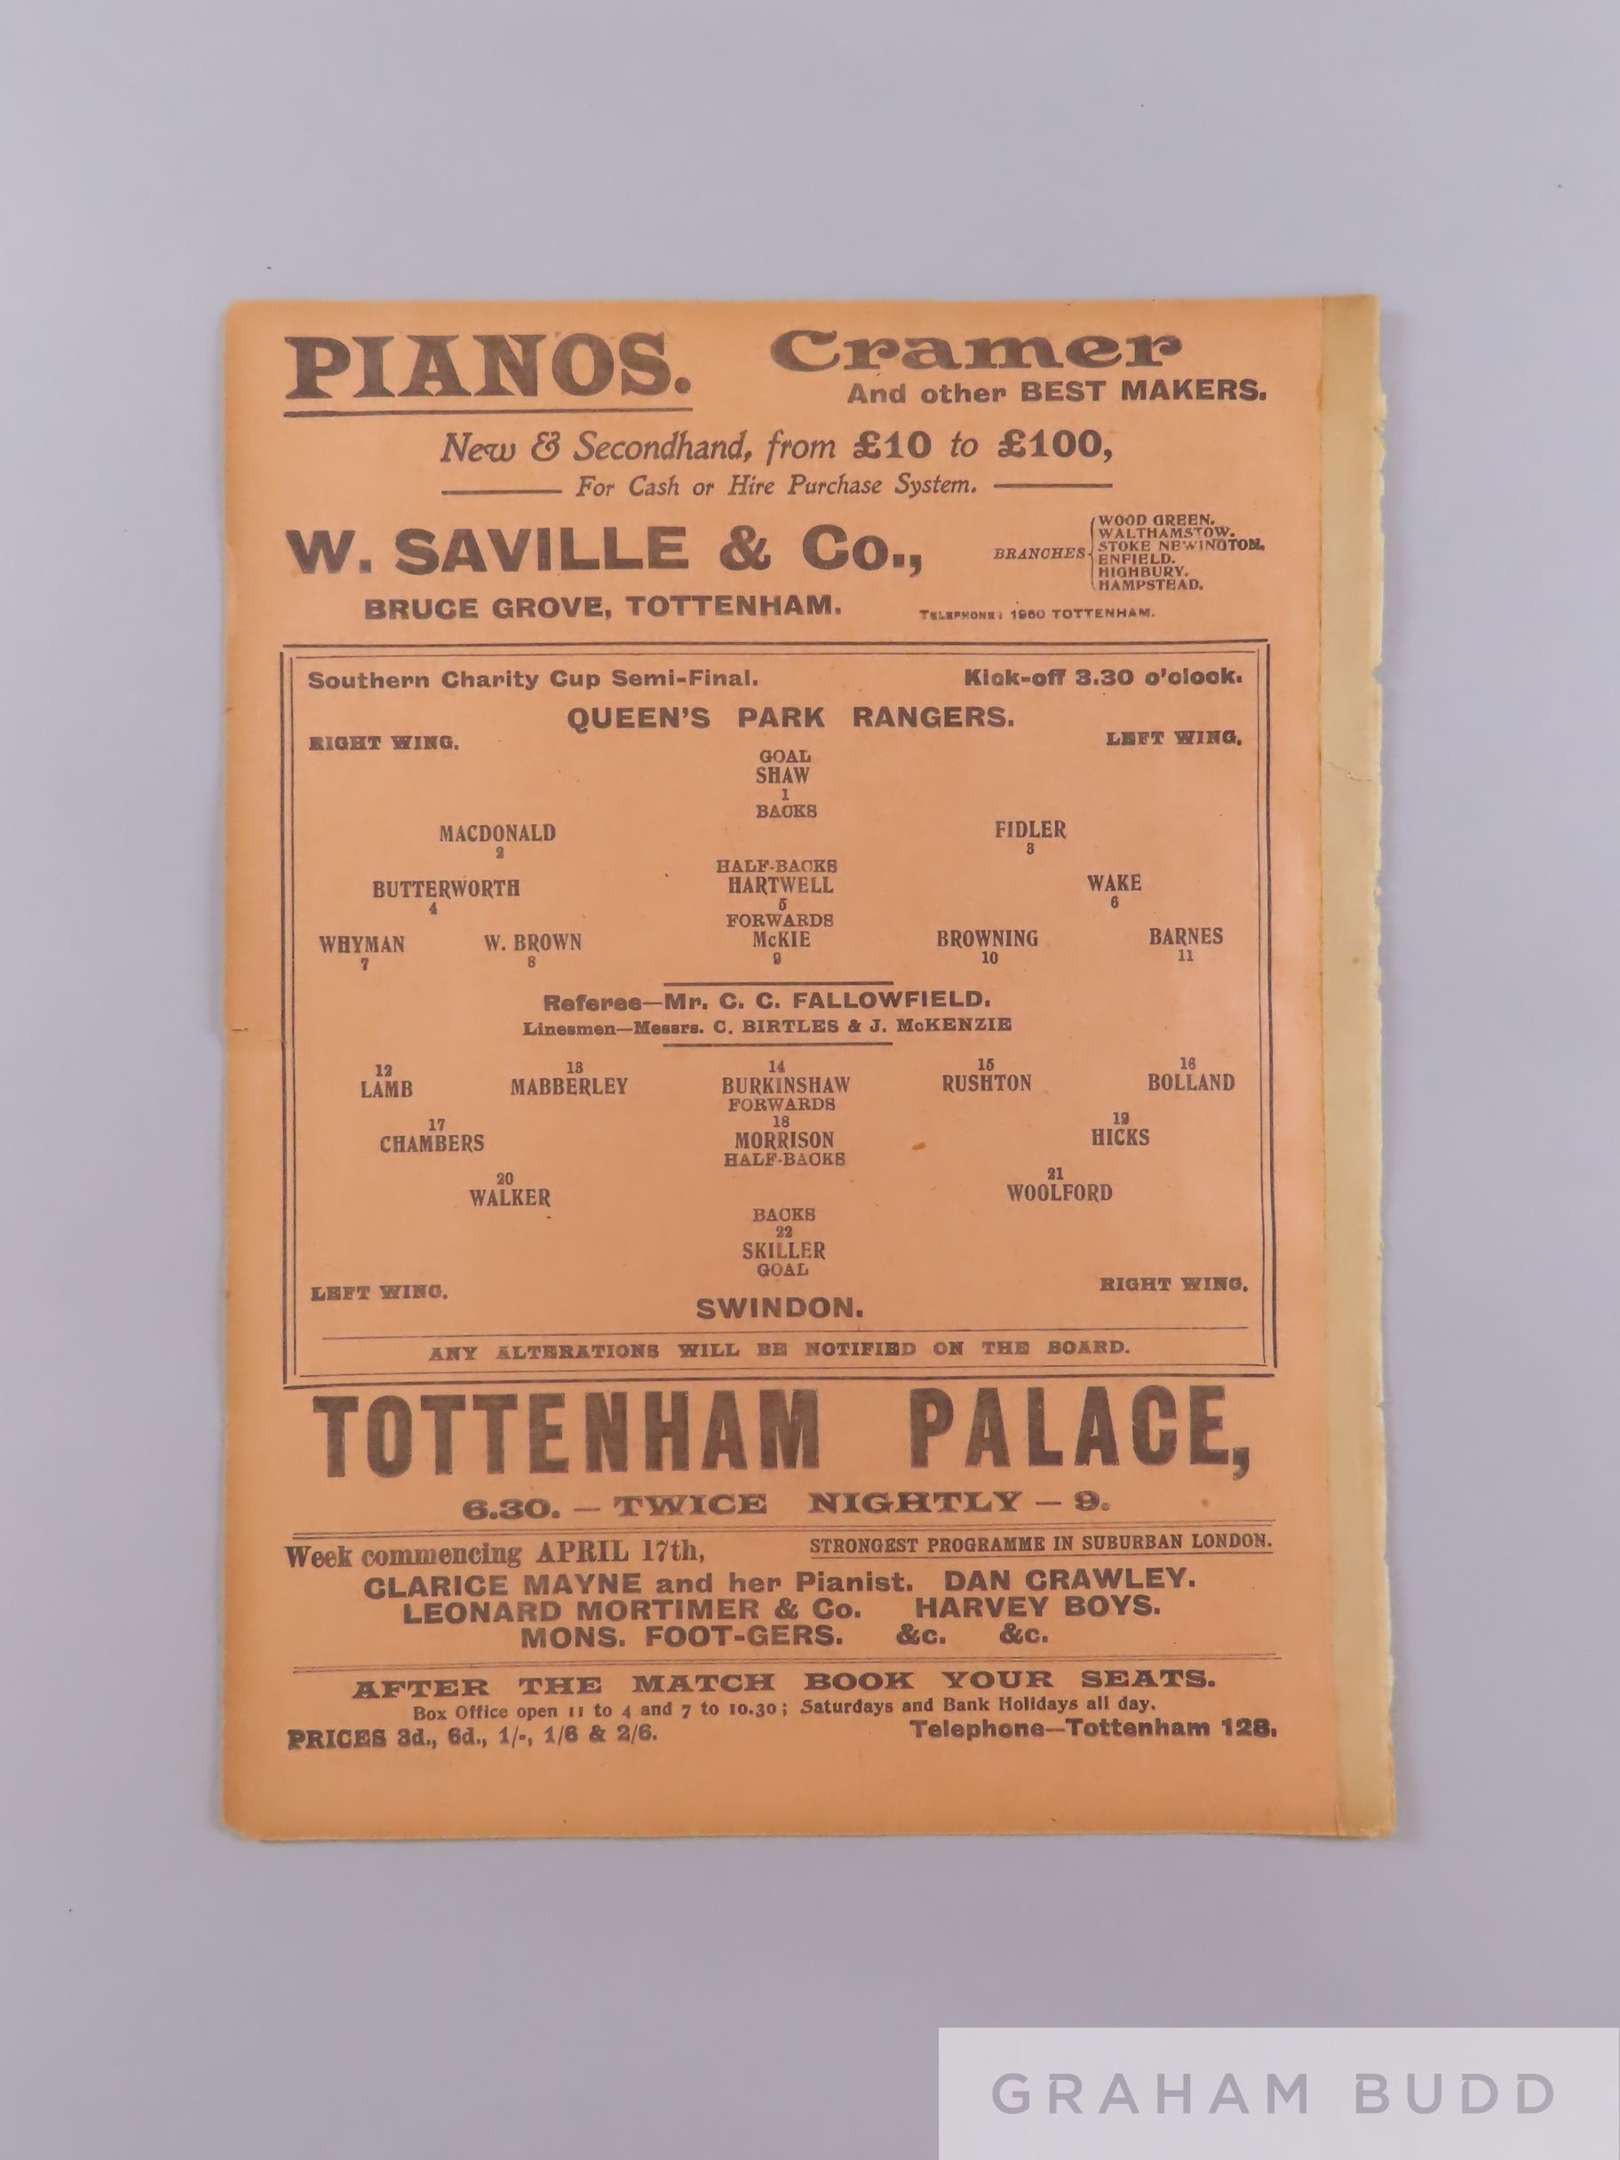 PIANOS. Cramer
And other BEST MAKERS.
New & Secondhand, from £10 to £100,
For Cash or Hire Purchase System.
W. SAVILLE & Co.,
BRUCE GROVE, TOTTENHAM.
BRANCHES
WOOD GREEN.
WALTHAMSTOW.
STOKE NEWINGTON.
ENFIELD.
HIGHBURY.
HAMPSTEAD.
TELEPHONE: 1960 TOTTENHAM.
Southern Charity Cup Semi-Final. Kick-off 3.30 o'clock.
QUEEN'S PARK RANGERS.
RIGHT WING. LEFT WING.
GOAL
SHAW
1
BACKS
MACDONALD FIDLER
2 3
HALF-BACKS
BUTTERWORTH HARTWELL WAKE
4 5 6
FORWARDS
WHYMAN W. BROWN McKIE BROWNING BARNES
7 8 9 10 11
Referee—Mr. C. C. FALLOWFIELD.
Linesmen—Messrs. C. BIRTLES & J. McKENZIE
12 13 14 15 16
LAMB MABBERLEY BURKINSHAW RUSHTON BOLLAND
FORWARDS
17 18 19
CHAMBERS MORRISON HICKS
HALF-BACKS
20 21
WALKER WOOLFORD
BACKS
22
SKILLER
GOAL
LEFT WING. RIGHT WING.
SWINDON.
ANY ALTERATIONS WILL BE NOTIFIED ON THE BOARD.
TOTTENHAM PALACE,
6.30. — TWICE NIGHTLY — 9.
Week commencing APRIL 17th, STRONGEST PROGRAMME IN SUBURBAN LONDON.
CLARICE MAYNE and her Pianist. DAN CRAWLEY.
LEONARD MORTIMER & Co. HARVEY BOYS.
MONS. FOOT-GERS. &c. &c.
AFTER THE MATCH BOOK YOUR SEATS.
Box Office open 11 to 4 and 7 to 10.30; Saturdays and Bank Holidays all day.
PRICES 3d., 6d., 1/-, 1/6 & 2/6. Telephone—Tottenham 128.
GRAHAM BUDD